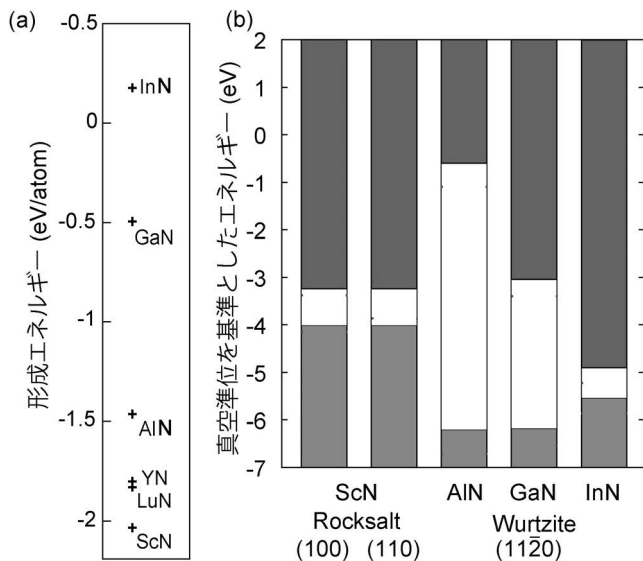 (a)
形成エネルギー (eV/atom)
-0.5
0
-0.5
-1
-1.5
-2
InN
GaN
AlN
YN
LuN
ScN
(b)
真空準位を基準としたエネルギー (eV)
2
1
0
-1
-2
-3
-4
-5
-6
-7
ScN AlN GaN InN
Rocksalt Wurtzite
(100) (110) (112̅0)